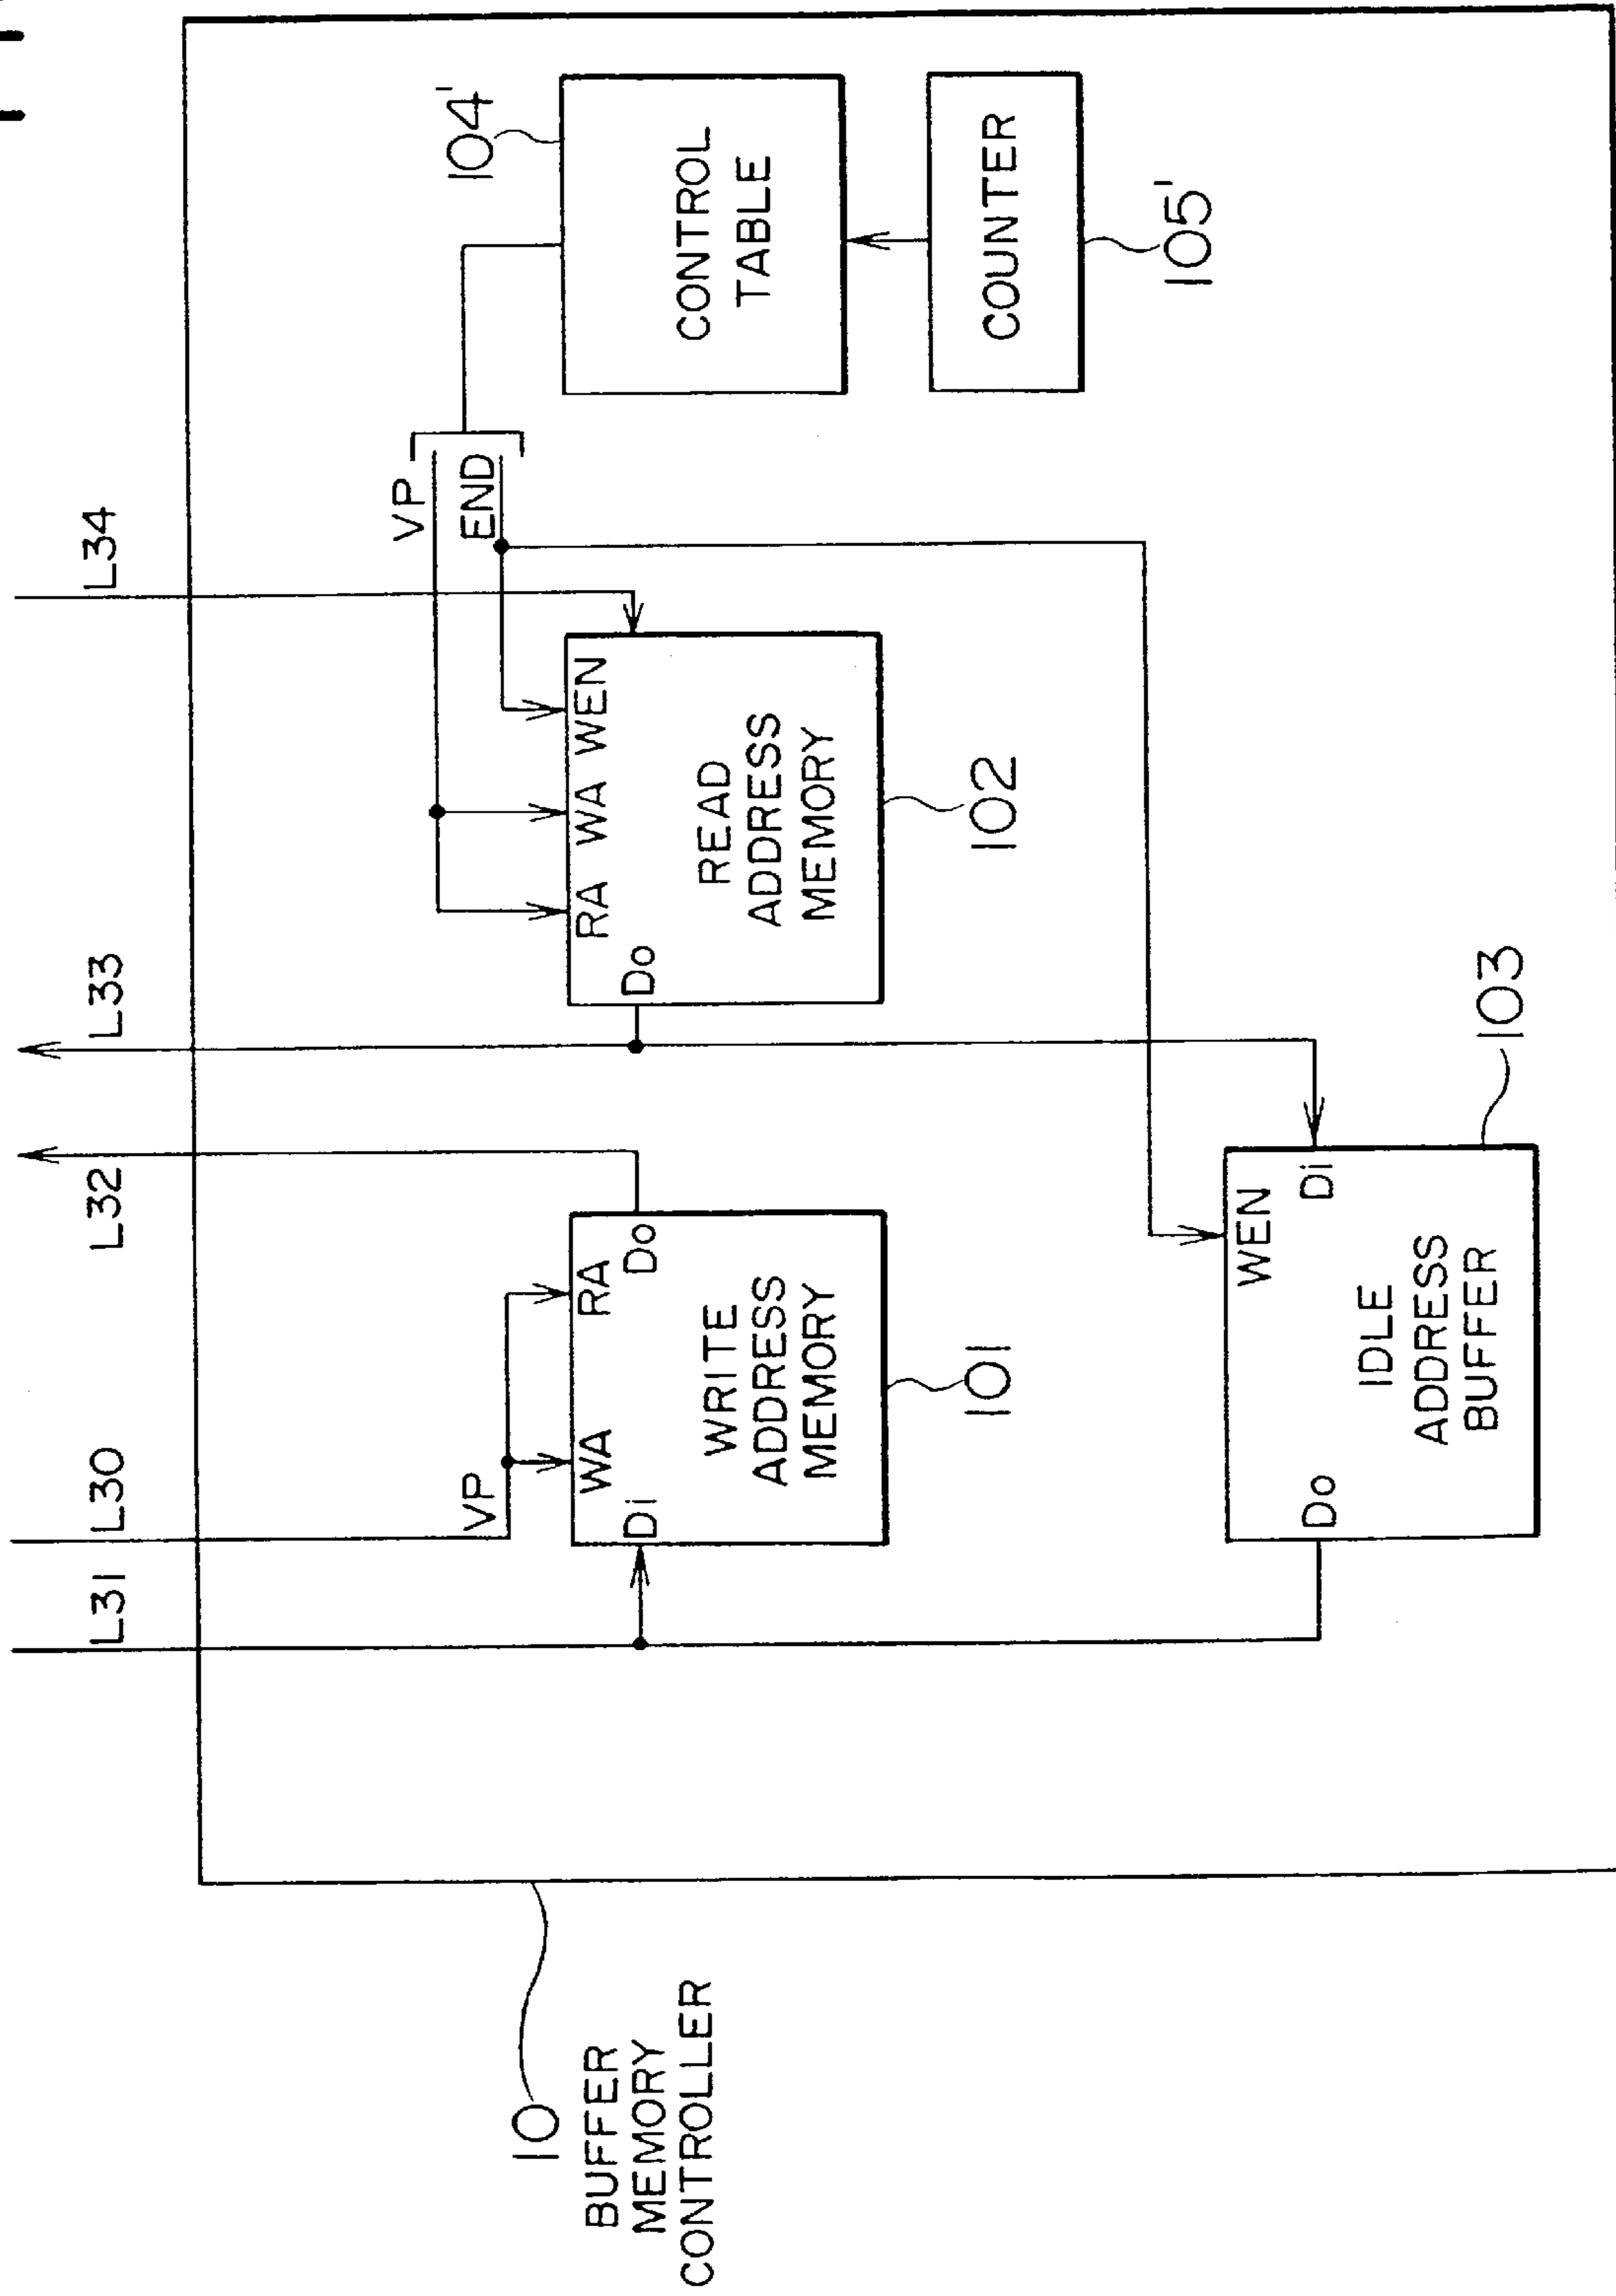 L31
L30
L32
L33
L34
VP
WA
RA
Di
Do
WRITE
ADDRESS
MEMORY
101
RA WA WEN
Do
READ
ADDRESS
MEMORY
102
VP
END
104'
CONTROL
TABLE
COUNTER
105'
WEN
Do
Di
IDLE
ADDRESS
BUFFER
103
10
BUFFER
MEMORY
CONTROLLER